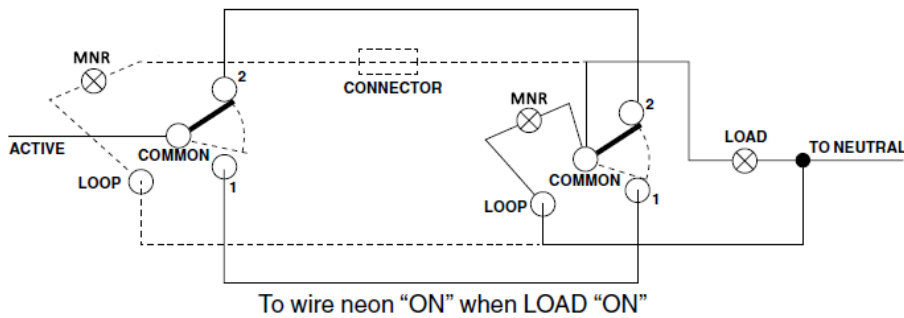 MNR
2
CONNECTOR
MNR
2
ACTIVE
COMMON
LOAD
TO NEUTRAL
LOOP
1
COMMON
LOOP
1
To wire neon “ON” when LOAD “ON”